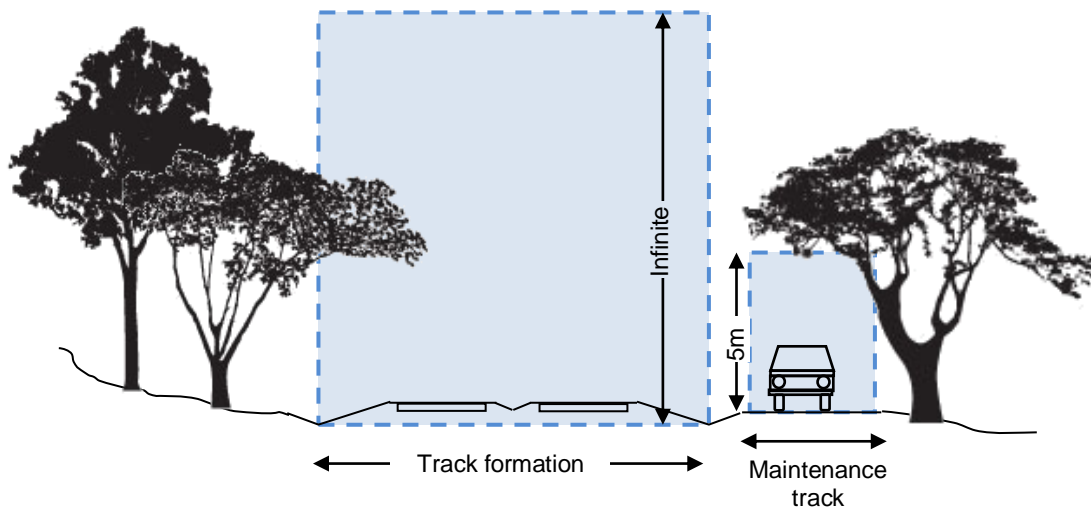 Infinite
5m
Track formation
Maintenance
track